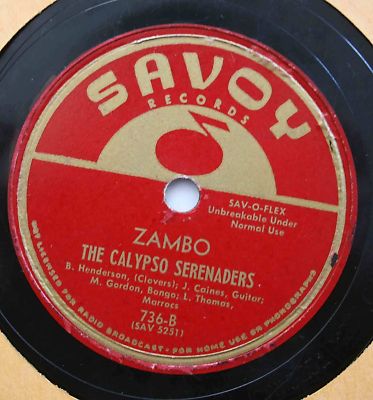 SAVOY
RECORDS
SAV-O-FLEX
Unbreakable Under
Normal Use
ZAMBO
THE CALYPSO SERENADERS
B. Henderson, (Clovers); J. Caines, Guitar;
M. Gordon, Bongo; L. Thomas,
Marracs
736-B
(SAV 5251)
NOT LICENSED FOR RADIO BROADCAST - FOR HOME USE ON PHONOGRAPHS